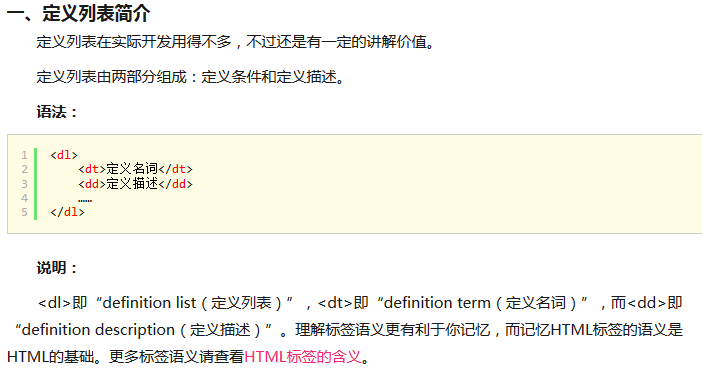 一、定义列表简介
定义列表在实际开发用得不多，不过还是有一定的讲解价值。
定义列表由两部分组成：定义条件和定义描述。
语法：
1 <dl>
2 <dt>定义名词</dt>
3 <dd>定义描述</dd>
4 ……
5 </dl>
说明：
<dl>即“definition list（定义列表）”，<dt>即“definition term（定义名词）”，而<dd>即
“definition description（定义描述）”。理解标签语义更有利于你记忆，而记忆HTML标签的语义是
HTML的基础。更多标签语义请查看HTML标签的含义。